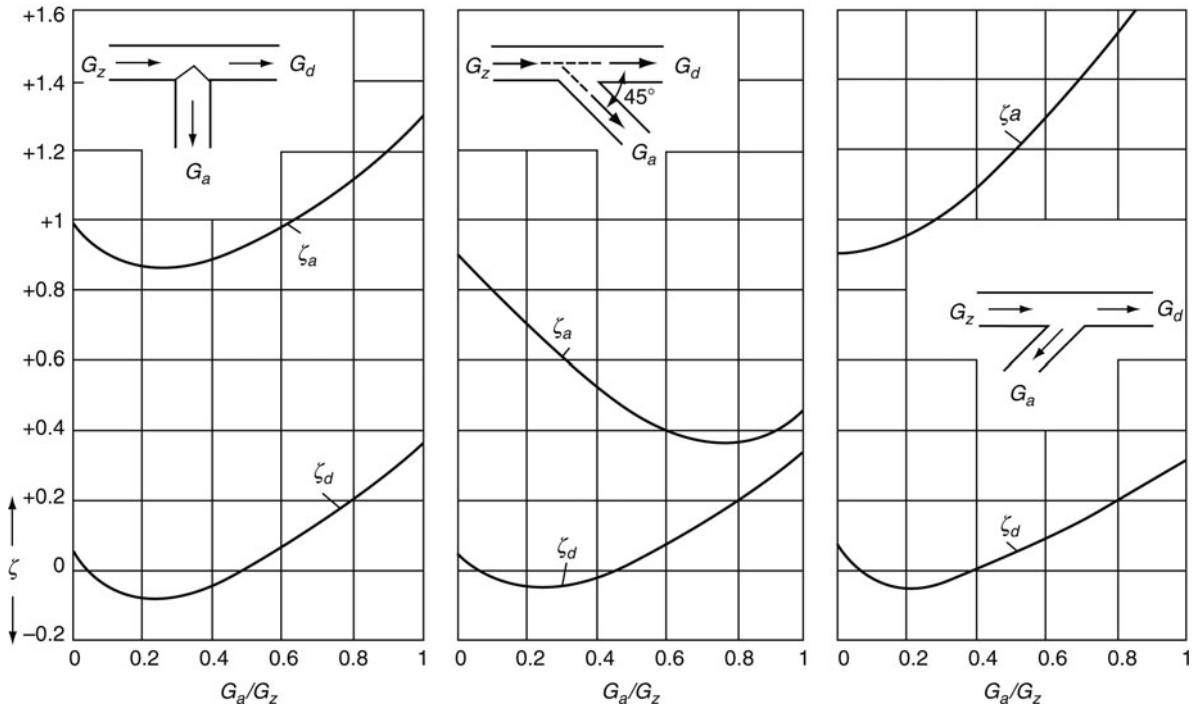 +1.6
+1.5
+1.4
+1.2
+1
+0.8
+0.6
+0.4
+0.2
0
−0.2
ζ
G_z
G_d
G_a
ζ_a
ζ_d
0 0.2 0.4 0.6 0.8 1
G_a/G_z
G_z
G_d
45°
G_a
ζ_a
ζ_d
0 0.2 0.4 0.6 0.8 1
G_a/G_z
ζa
G_z
G_d
G_a
ζ_d
0 0.2 0.4 0.6 0.8 1
G_a/G_z